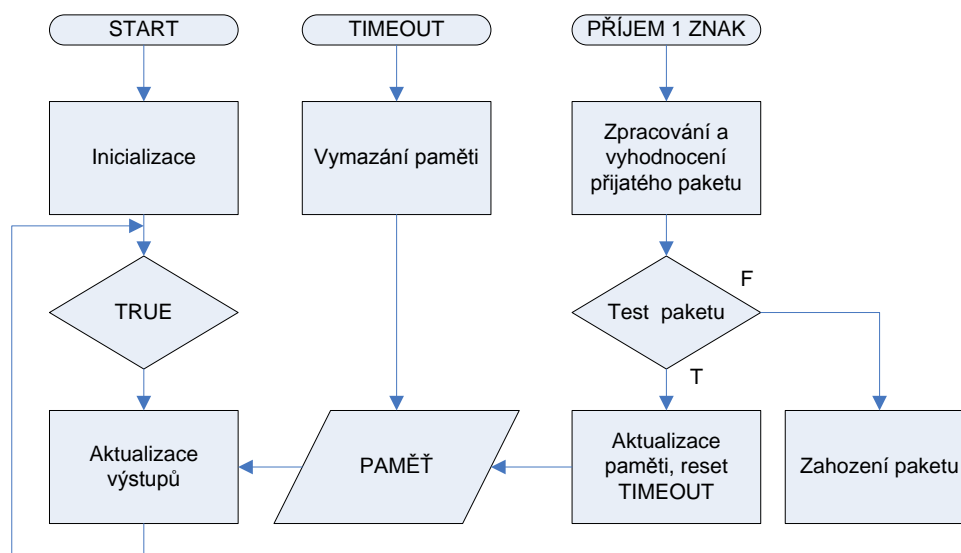 START
TIMEOUT
PŘÍJEM 1 ZNAK
Inicializace
Vymazání paměti
Zpracování a
vyhodnocení
přijatého paketu
TRUE
Test paketu
F
T
Aktualizace
výstupů
PAMĚŤ
Aktualizace
paměti, reset
TIMEOUT
Zahození paketu